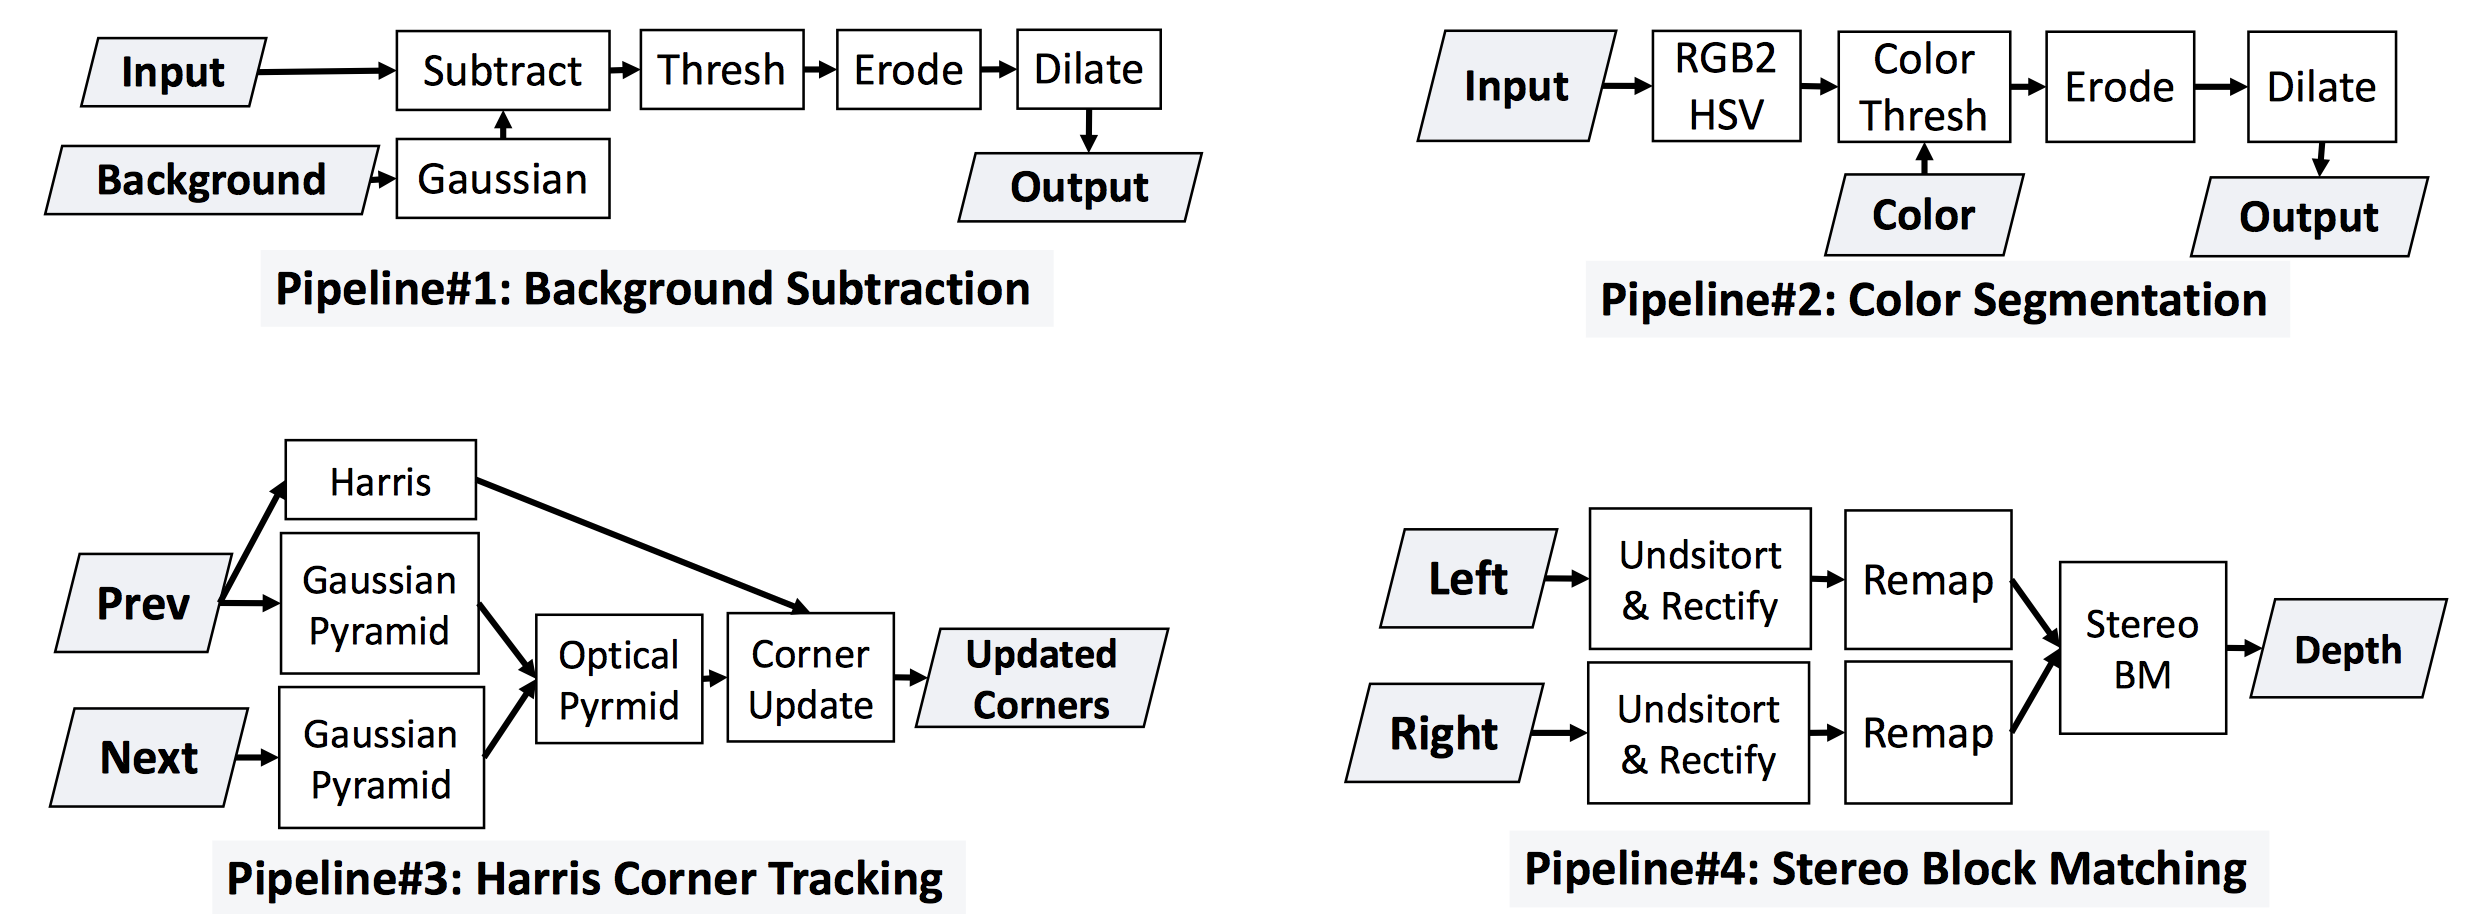 Input
Subtract
Thresh
Erode
Dilate
Background
Gaussian
Output
Pipeline#1: Background Subtraction
Input
RGB2
HSV
Color
Thresh
Erode
Dilate
Color
Output
Pipeline#2: Color Segmentation
Harris
Prev
Gaussian
Pyramid
Next
Gaussian
Pyramid
Optical
Pyrmid
Corner
Update
Updated
Corners
Pipeline#3: Harris Corner Tracking
Left
Undsitort
& Rectify
Remap
Right
Undsitort
& Rectify
Remap
Stereo
BM
Depth
Pipeline#4: Stereo Block Matching